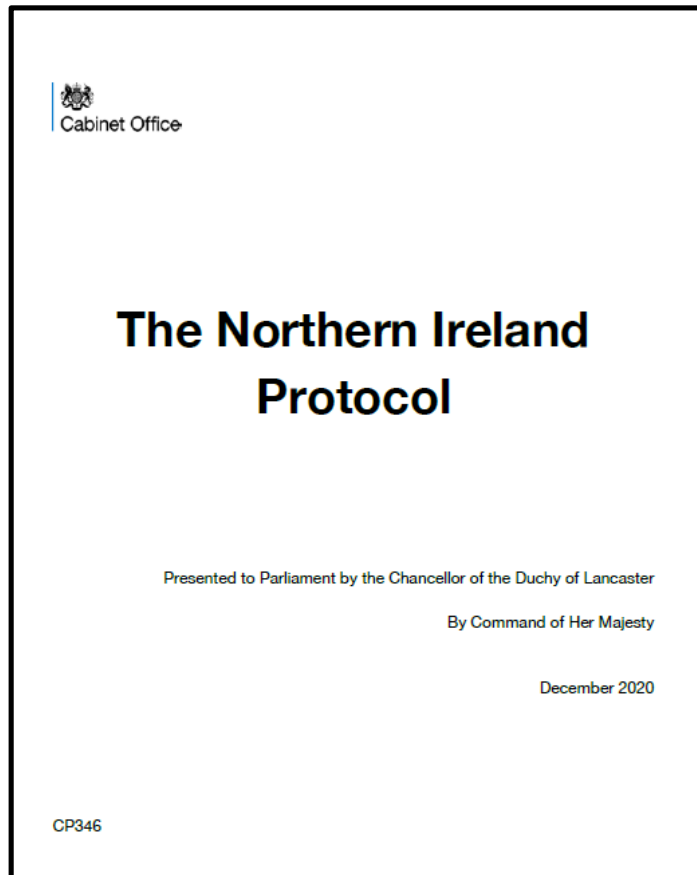 Cabinet Office
The Northern Ireland
Protocol
Presented to Parliament by the Chancellor of the Duchy of Lancaster
By Command of Her Majesty
December 2020
CP346